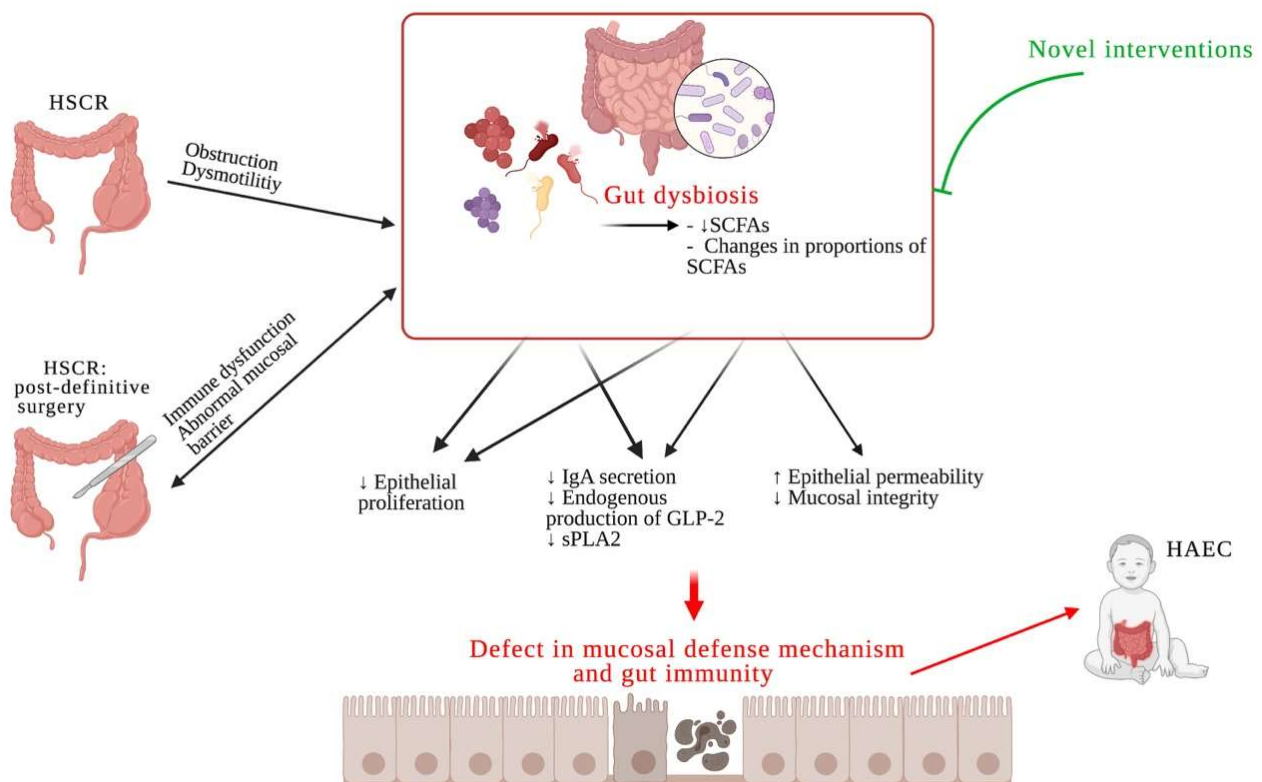 HSCR
Obstruction
Dysmotilitiy
Novel interventions
Gut dysbiosis
- ↓SCFAs
- Changes in proportions of
SCFAs
HSCR:
post-definitive
surgery
Immune dysfunction
Abnormal mucosal
barrier
↓ Epithelial
proliferation
↓ IgA secretion
↓ Endogenous
production of GLP-2
↓ sPLA2
↑ Epithelial permeability
↓ Mucosal integrity
HAEC
Defect in mucosal defense mechanism
and gut immunity